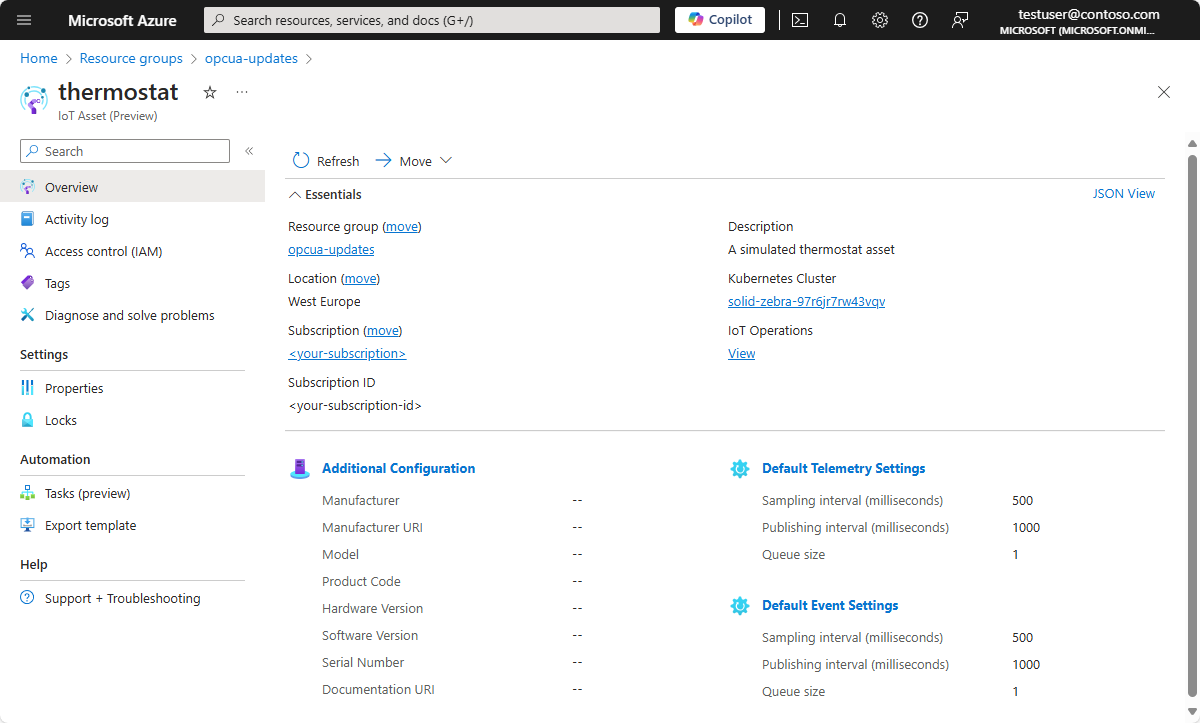 Microsoft Azure
Search resources, services, and docs (G+/)
Copilot
testuser@contoso.com
MICROSOFT (MICROSOFT.ONMI...
Home > Resource groups > opcua-updates >
thermostat
IoT Asset (Preview)
Search
Overview
Activity log
Access control (IAM)
Tags
Diagnose and solve problems
Settings
Properties
Locks
Automation
Tasks (preview)
Export template
Help
Support + Troubleshooting
Refresh
Move
Essentials
JSON View
Resource group (move)
opcua-updates
Location (move)
West Europe
Subscription (move)
<your-subscription>
Subscription ID
<your-subscription-id>
Description
A simulated thermostat asset
Kubernetes Cluster
solid-zebra-97r6jr7rw43vqv
IoT Operations
View
Additional Configuration
Manufacturer --
Manufacturer URI --
Model --
Product Code --
Hardware Version --
Software Version --
Serial Number --
Documentation URI --
Default Telemetry Settings
Sampling interval (milliseconds) 500
Publishing interval (milliseconds) 1000
Queue size 1
Default Event Settings
Sampling interval (milliseconds) 500
Publishing interval (milliseconds) 1000
Queue size 1